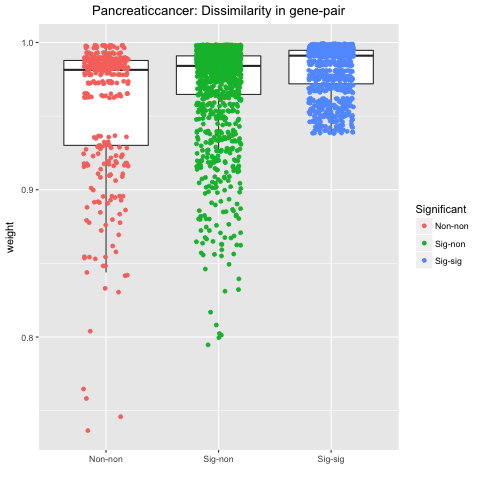 Pancreaticcancer: Dissimilarity in gene-pair
weight
1.0
0.9
0.8
Non-non
Sig-non
Sig-sig
Significant
Non-non
Sig-non
Sig-sig